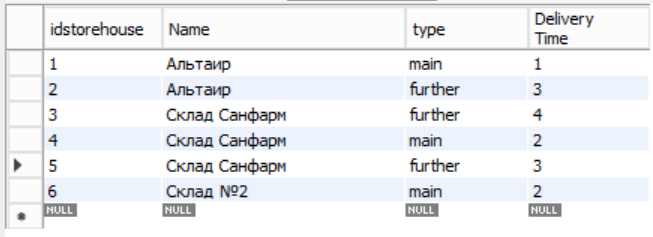 idstorehouse Name type Delivery Time
1 Альтаир main 1
2 Альтаир further 3
3 Склад Санфарм further 4
4 Склад Санфарм main 2
5 Склад Санфарм further 3
6 Склад №2 main 2
NULL NULL NULL NULL